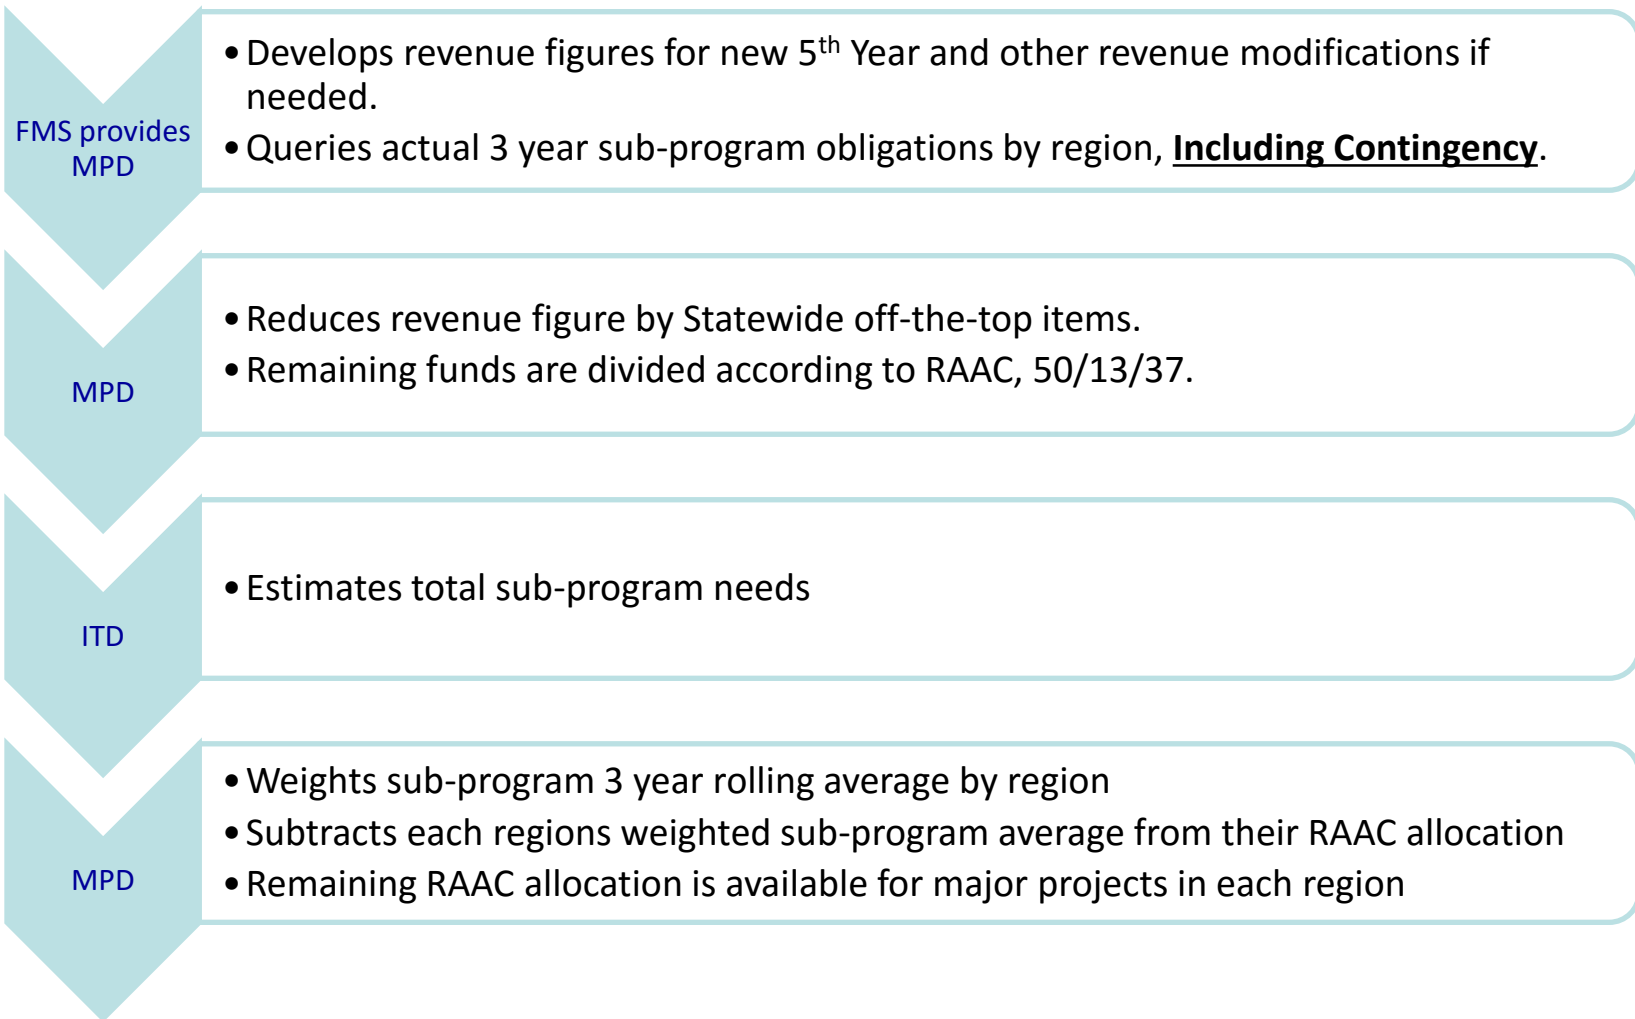 FMS provides
MPD
•Develops revenue figures for new 5th Year and other revenue modifications if
needed.
•Queries actual 3 year sub-program obligations by region, Including Contingency.
MPD
•Reduces revenue figure by Statewide off-the-top items.
•Remaining funds are divided according to RAAC, 50/13/37.
ITD
•Estimates total sub-program needs
MPD
•Weights sub-program 3 year rolling average by region
•Subtracts each regions weighted sub-program average from their RAAC allocation
•Remaining RAAC allocation is available for major projects in each region